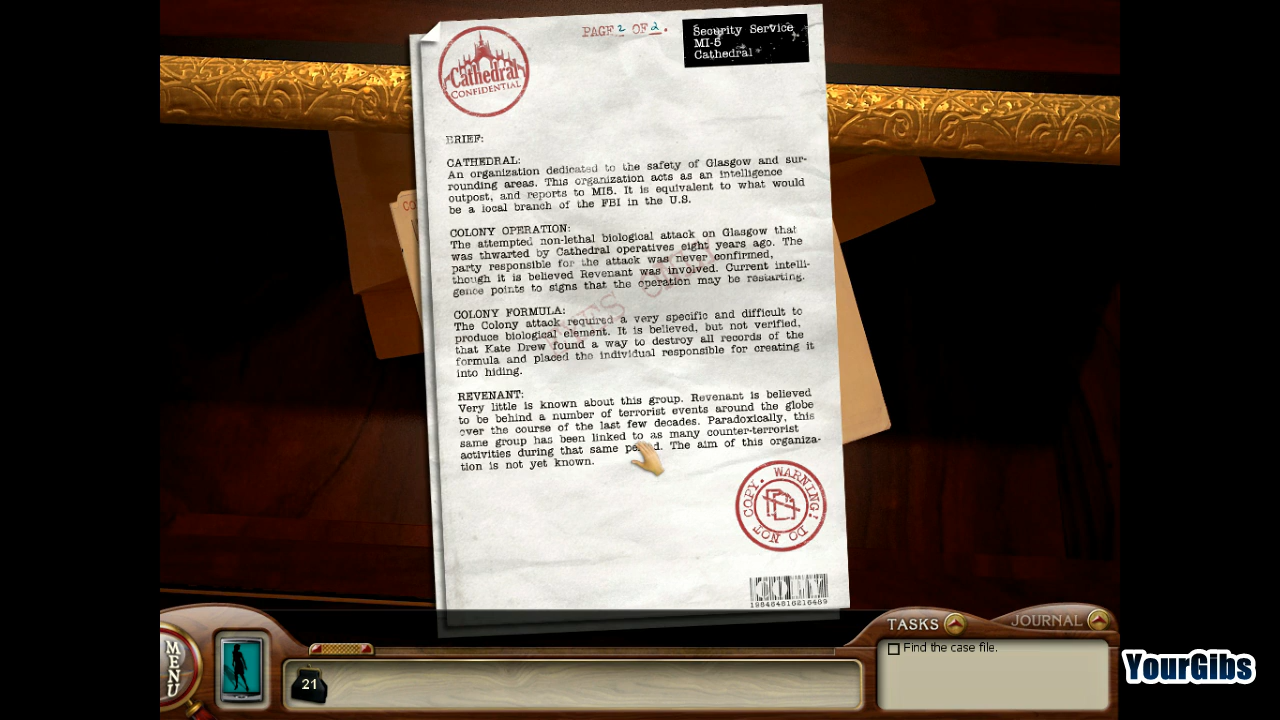 PAGE 2 OF 2.
Security Service
MI-5
Cathedral
Cathedral
CONFIDENTIAL
BRIEF:
CATHEDRAL:
An organization dedicated to the safety of Glasgow and sur-
rounding areas. This organization acts as an intelligence
outpost, and reports to MI5. It is equivalent to what would
be a local branch of the FBI in the U.S.
COLONY OPERATION:
The attempted non-lethal biological attack on Glasgow that
was thwarted by Cathedral operatives eight years ago. The
party responsible for the attack was never confirmed,
though it is believed Revenant was involved. Current intelli-
gence points to signs that the operation may be restarting.
COLONY FORMULA:
The Colony attack required a very specific and difficult to
produce biological element. It is believed, but not verified,
that Kate Drew found a way to destroy all records of the
formula and placed the individual responsible for creating it
into hiding.
REVENANT:
Very little is known about this group. Revenant is believed
to be behind a number of terrorist events around the globe
over the course of the last few decades. Paradoxically, this
same group has been linked to as many counter-terrorist
activities during that same period. The aim of this organiza-
tion is not yet known.
WARNING! DO NOT COPY.
MENU
21
TASKS
JOURNAL
Find the case file.
YourGibs